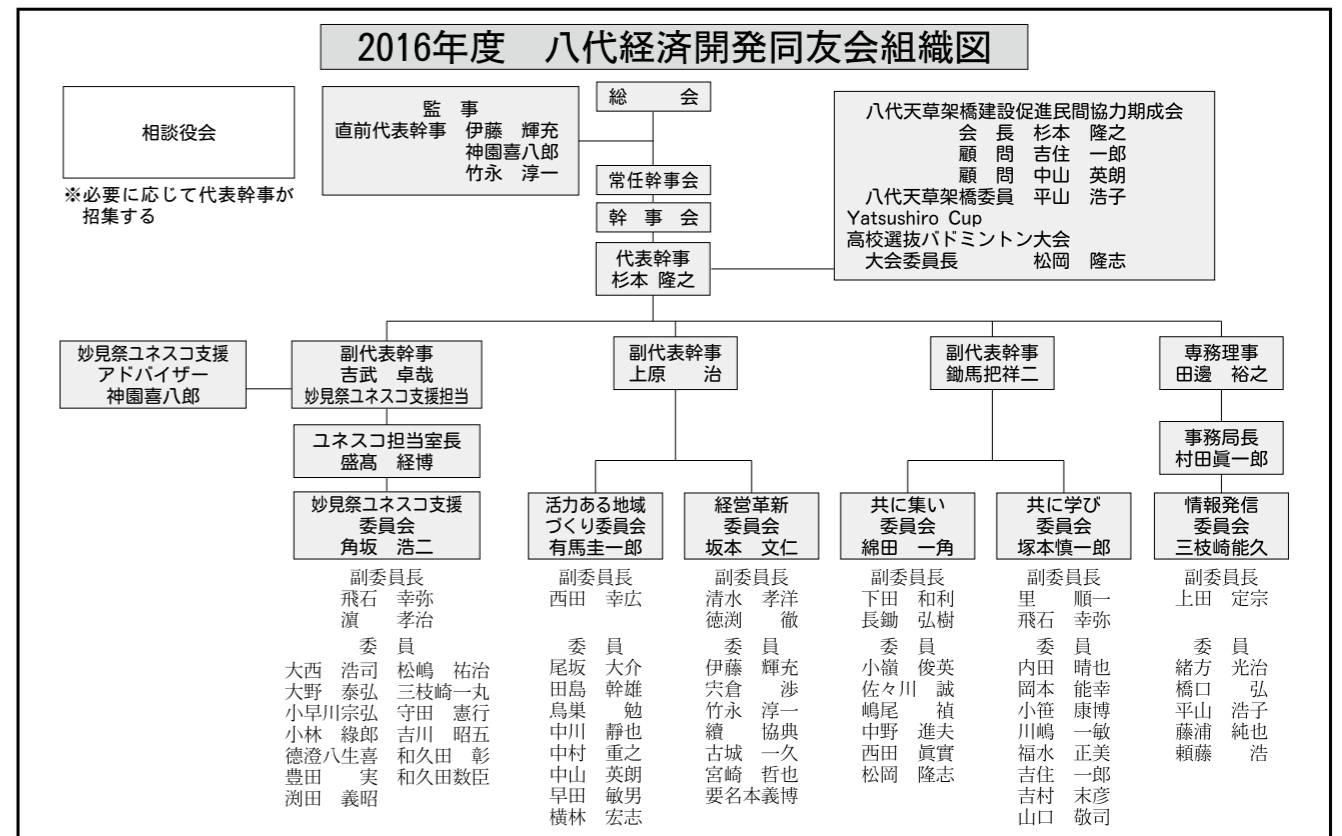 2016年度　八代経済開発同友会組織図
相談役会
※必要に応じて代表幹事が
招集する
監　事
直前代表幹事　伊藤　輝充
神園喜八郎
竹永　淳一
総　　会
常任幹事会
幹　事　会
代表幹事
杉本 隆之
八代天草架橋建設促進民間協力期成会
会　長　杉本　隆之
顧　問　吉住　一郎
顧　問　中山　英朗
八代天草架橋委員　平山　浩子
Yatsushiro Cup
高校選抜バドミントン大会
大会委員長　　　　松岡　隆志
妙見祭ユネスコ支援
アドバイザー
神園喜八郎
副代表幹事
吉武　卓哉
妙見祭ユネスコ支援担当
ユネスコ担当室長
盛髙　経博
妙見祭ユネスコ支援
委員会
角坂　浩二
副委員長
飛石　幸弥
濵　　孝治
委　員
大西　浩司　松嶋　祐治
大野　泰弘　三枝崎一丸
小早川宗弘　守田　憲行
小林　綠郎　吉川　昭五
德澄八生喜　和久田　彰
豊田　　実　和久田数臣
渕田　義昭
副代表幹事
上原　　治
活力ある地域
づくり委員会
有馬圭一郎
副委員長
西田　幸広
委　員
尾坂　大介
田島　幹雄
鳥巣　　勉
中川　靜也
中村　重之
中山　英朗
早田　敏男
横林　宏志
経営革新
委員会
坂本　文仁
副委員長
清水　孝洋
徳渕　　徹
委　員
伊藤　輝充
宍倉　　渉
竹永　淳一
續　　協典
古城　一久
宮崎　哲也
要名本義博
副代表幹事
鋤馬把祥二
共に集い
委員会
綿田　一角
副委員長
下田　和利
長鋤　弘樹
委　員
小嶺　俊英
佐々川　誠
嶋尾　　禎
中野　進夫
西田　眞實
松岡　隆志
共に学び
委員会
塚本慎一郎
副委員長
里　　順一
飛石　幸弥
委　員
内田　晴也
岡本　能幸
小笹　康博
川嶋　一敏
福水　正美
吉住　一郎
吉村　末彦
山口　敬司
専務理事
田邊　裕之
事務局長
村田眞一郎
情報発信
委員会
三枝崎能久
副委員長
上田　定宗
委　員
緒方　光治
橋口　　弘
平山　浩子
藤浦　純也
頼藤　　浩